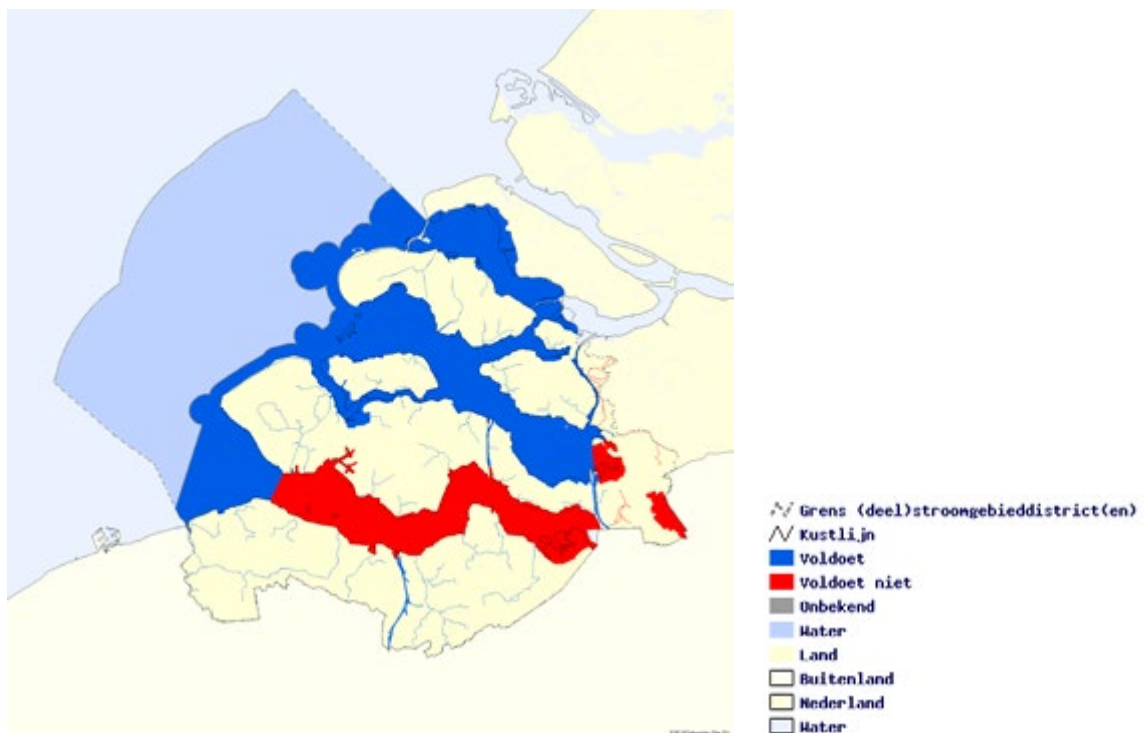 Grens (deel)stroomgebieddistrict(en)
Kustlijn
Voldoet
Voldoet niet
Onbekend
Water
Land
Buitenland
Nederland
Water